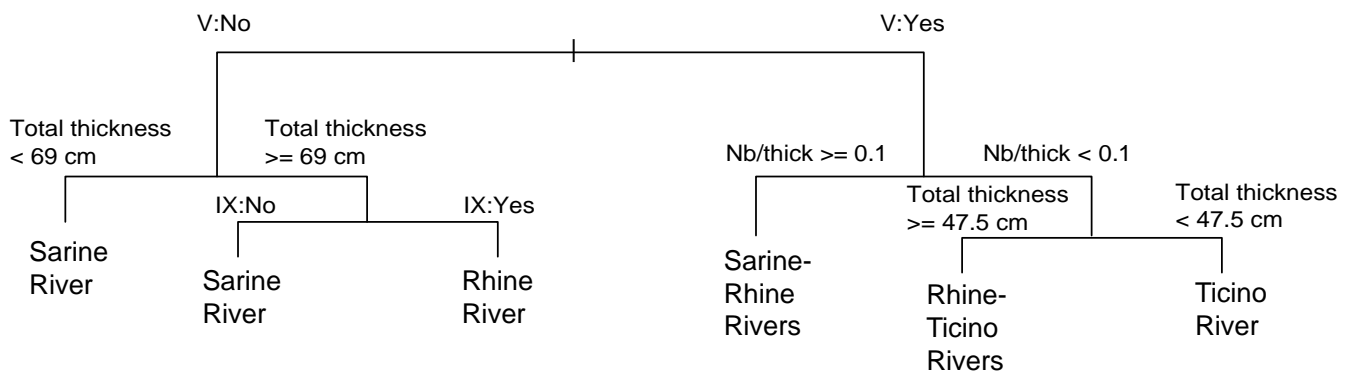 V:No
V:Yes
Total thickness
< 69 cm
Total thickness
>= 69 cm
Nb/thick >= 0.1
Nb/thick < 0.1
IX:No
IX:Yes
Total thickness
>= 47.5 cm
Total thickness
< 47.5 cm
Sarine
River
Sarine
River
Rhine
River
Sarine-
Rhine
Rivers
Rhine-
Ticino
Rivers
Ticino
River